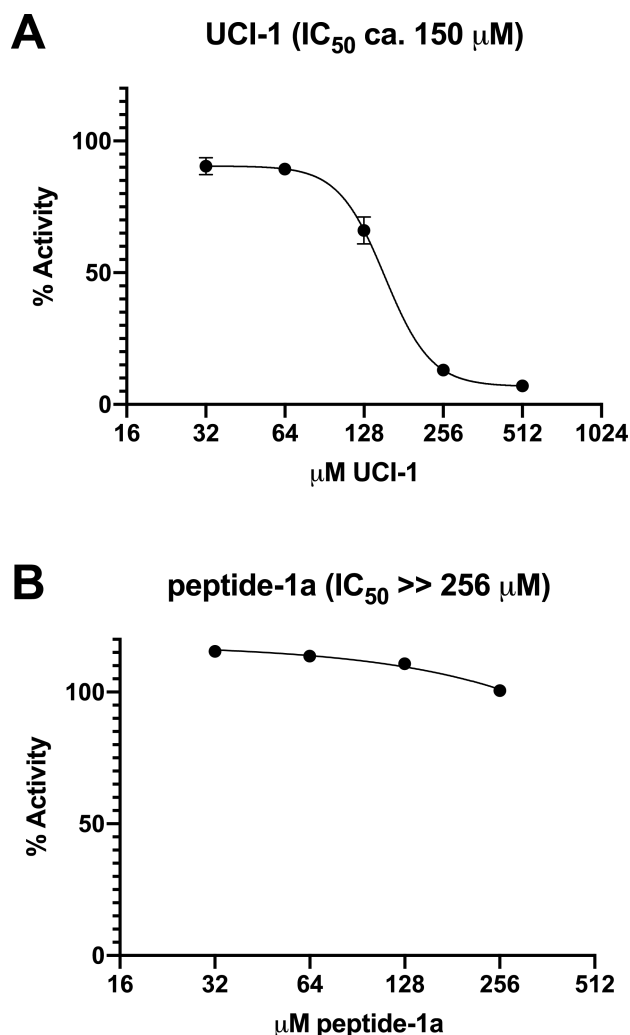 A
UCI-1 (IC50 ca. 150 μM)
100
50
0
% Activity
16 32 64 128 256 512 1024
μM UCI-1
B
peptide-1a (IC50 >> 256 μM)
100
50
0
% Activity
16 32 64 128 256 512
μM peptide-1a